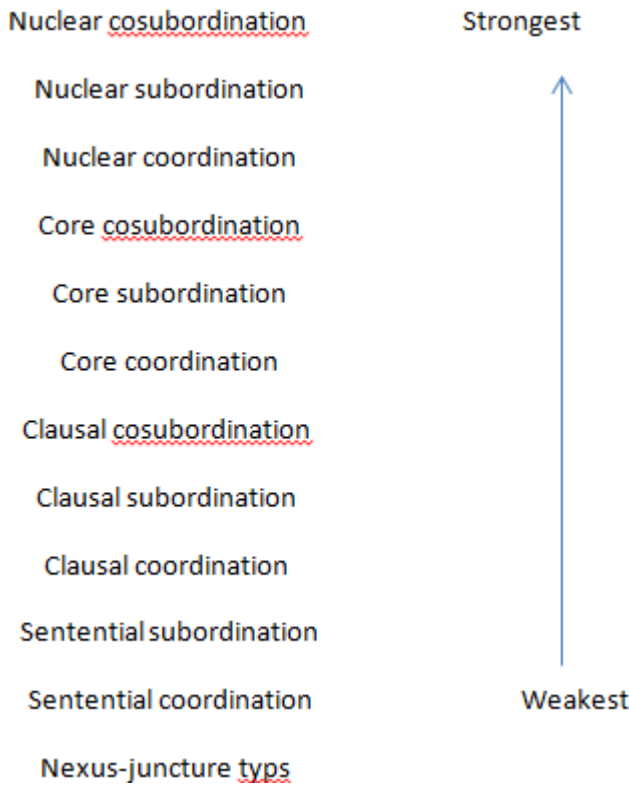 Nuclear cosubordination Strongest
Nuclear subordination
Nuclear coordination
Core cosubordination
Core subordination
Core coordination
Clausal cosubordination
Clausal subordination
Clausal coordination
Sentential subordination
Sentential coordination Weakest
Nexus-juncture typs